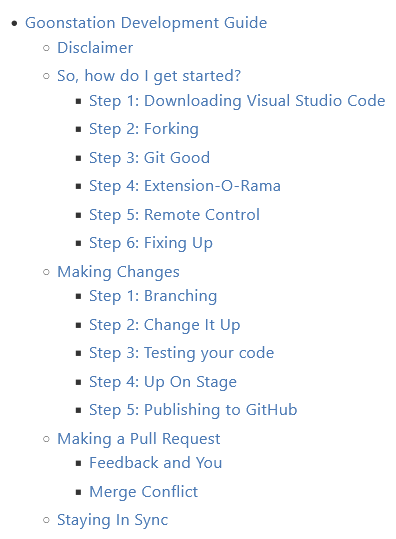 Goonstation Development Guide
Disclaimer
So, how do I get started?
Step 1: Downloading Visual Studio Code
Step 2: Forking
Step 3: Git Good
Step 4: Extension-O-Rama
Step 5: Remote Control
Step 6: Fixing Up
Making Changes
Step 1: Branching
Step 2: Change It Up
Step 3: Testing your code
Step 4: Up On Stage
Step 5: Publishing to GitHub
Making a Pull Request
Feedback and You
Merge Conflict
Staying In Sync